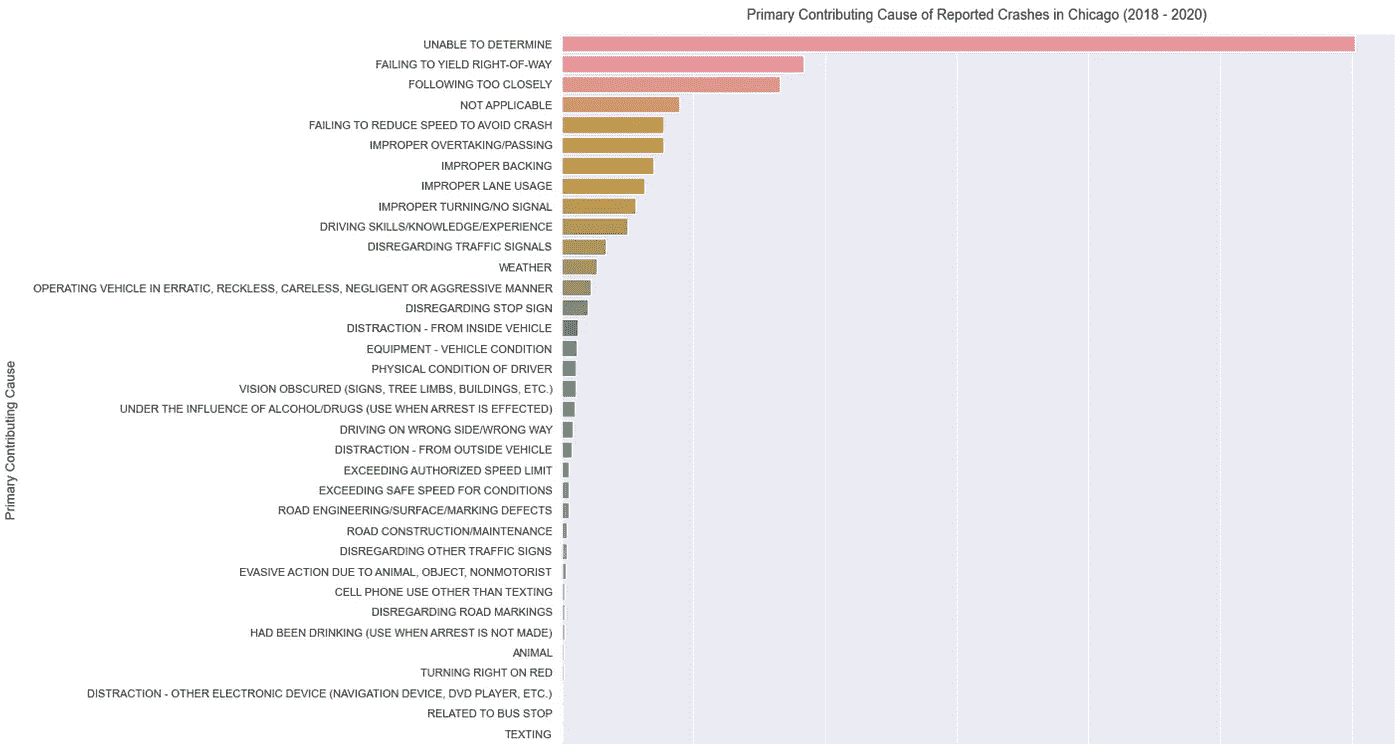 Primary Contributing Cause of Reported Crashes in Chicago (2018 - 2020)
UNABLE TO DETERMINE
FAILING TO YIELD RIGHT-OF-WAY
FOLLOWING TOO CLOSELY
NOT APPLICABLE
FAILING TO REDUCE SPEED TO AVOID CRASH
IMPROPER OVERTAKING/PASSING
IMPROPER BACKING
IMPROPER LANE USAGE
IMPROPER TURNING/NO SIGNAL
DRIVING SKILLS/KNOWLEDGE/EXPERIENCE
DISREGARDING TRAFFIC SIGNALS
WEATHER
OPERATING VEHICLE IN ERRATIC, RECKLESS, CARELESS, NEGLIGENT OR AGGRESSIVE MANNER
DISREGARDING STOP SIGN
DISTRACTION - FROM INSIDE VEHICLE
EQUIPMENT - VEHICLE CONDITION
PHYSICAL CONDITION OF DRIVER
VISION OBSCURED (SIGNS, TREE LIMBS, BUILDINGS, ETC.)
UNDER THE INFLUENCE OF ALCOHOL/DRUGS (USE WHEN ARREST IS EFFECTED)
DRIVING ON WRONG SIDE/WRONG WAY
DISTRACTION - FROM OUTSIDE VEHICLE
EXCEEDING AUTHORIZED SPEED LIMIT
EXCEEDING SAFE SPEED FOR CONDITIONS
ROAD ENGINEERING/SURFACE/MARKING DEFECTS
ROAD CONSTRUCTION/MAINTENANCE
DISREGARDING OTHER TRAFFIC SIGNS
EVASIVE ACTION DUE TO ANIMAL, OBJECT, NONMOTORIST
CELL PHONE USE OTHER THAN TEXTING
DISREGARDING ROAD MARKINGS
HAD BEEN DRINKING (USE WHEN ARREST IS NOT MADE)
ANIMAL
TURNING RIGHT ON RED
DISTRACTION - OTHER ELECTRONIC DEVICE (NAVIGATION DEVICE, DVD PLAYER, ETC.)
RELATED TO BUS STOP
TEXTING
Primary Contributing Cause